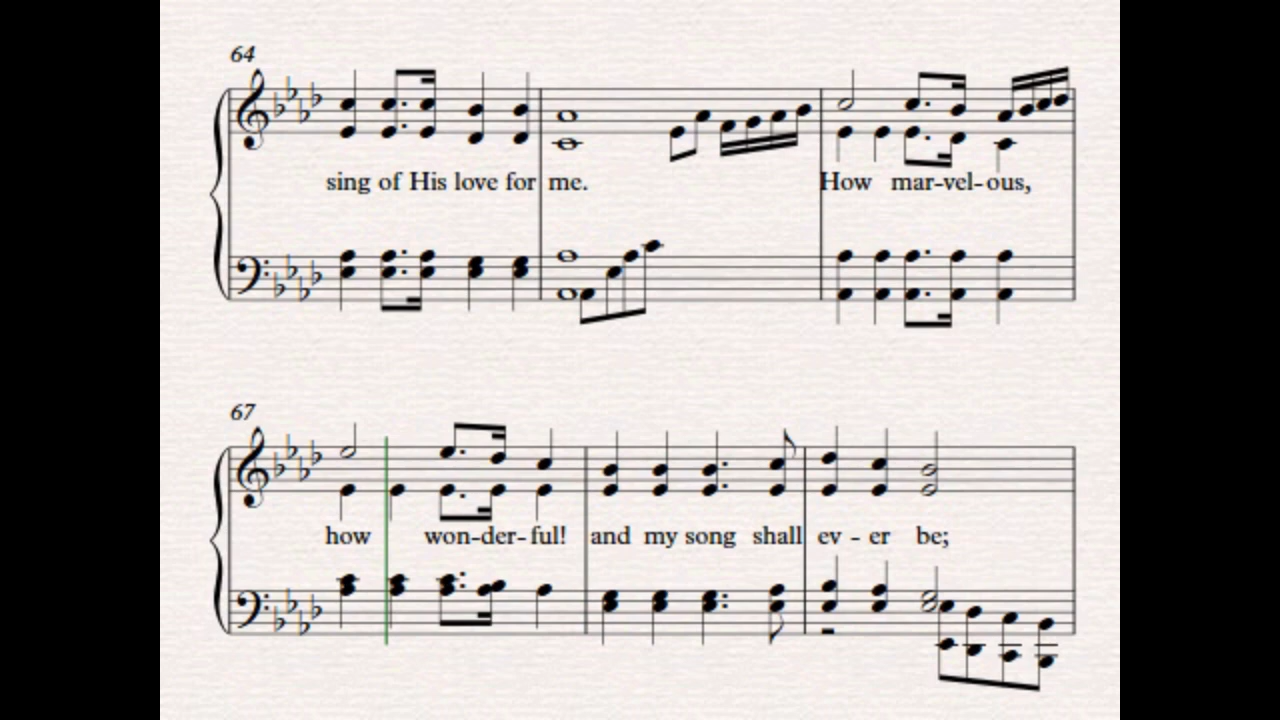 64
sing of His love for me. How mar-vel-ous,
67
how won-der-ful! and my song shall ev - er be;